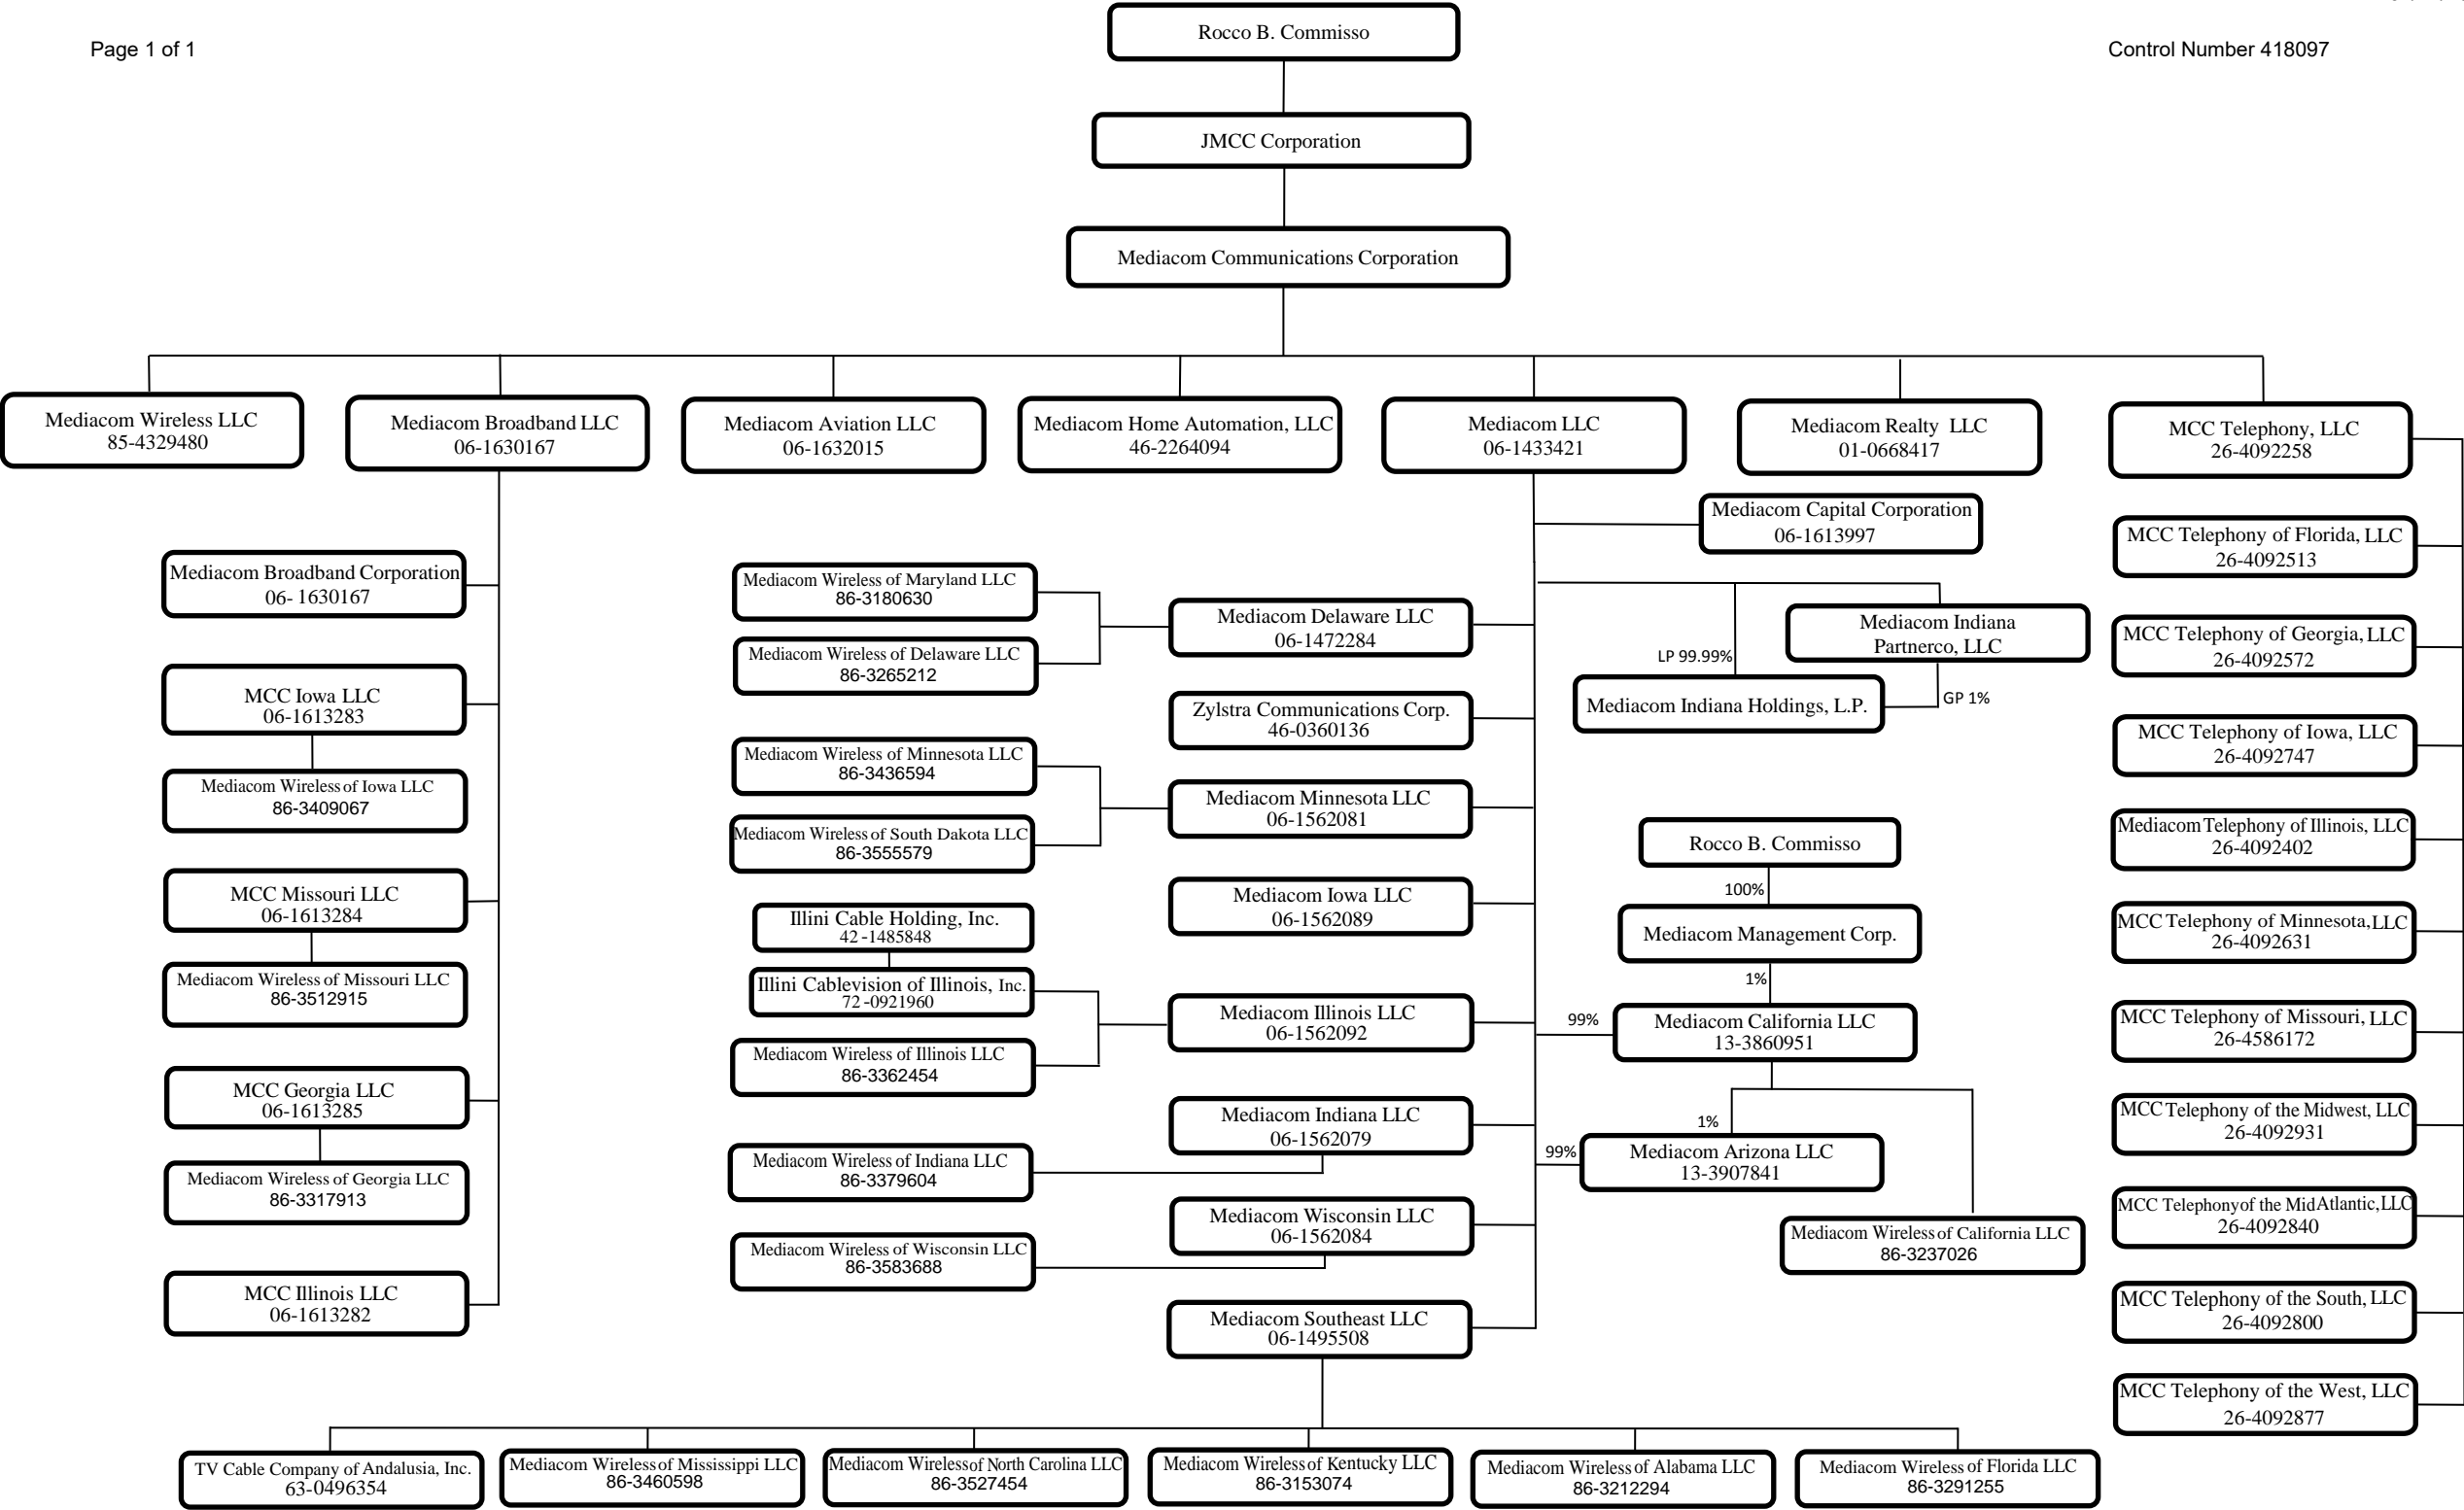 Page 1 of 1
Control Number 418097
Rocco B. Commisso
JMCC Corporation
Mediacom Communications Corporation
Mediacom Wireless LLC
85-4329480
Mediacom Broadband LLC
06-1630167
Mediacom Aviation LLC
06-1632015
Mediacom Home Automation, LLC
46-2264094
Mediacom LLC
06-1433421
Mediacom Realty LLC
01-0668417
MCC Telephony, LLC
26-4092258
Mediacom Broadband Corporation
06- 1630167
MCC Iowa LLC
06-1613283
Mediacom Wireless of Iowa LLC
86-3409067
MCC Missouri LLC
06-1613284
Mediacom Wireless of Missouri LLC
86-3512915
MCC Georgia LLC
06-1613285
Mediacom Wireless of Georgia LLC
86-3317913
MCC Illinois LLC
06-1613282
Mediacom Wireless of Maryland LLC
86-3180630
Mediacom Wireless of Delaware LLC
86-3265212
Mediacom Wireless of Minnesota LLC
86-3436594
Mediacom Wireless of South Dakota LLC
86-3555579
Illini Cable Holding, Inc.
42 -1485848
Illini Cablevision of Illinois, Inc.
72 -0921960
Mediacom Wireless of Illinois LLC
86-3362454
Mediacom Wireless of Indiana LLC
86-3379604
Mediacom Wireless of Wisconsin LLC
86-3583688
Mediacom Delaware LLC
06-1472284
Zylstra Communications Corp.
46-0360136
Mediacom Minnesota LLC
06-1562081
Mediacom Iowa LLC
06-1562089
Mediacom Illinois LLC
06-1562092
Mediacom Indiana LLC
06-1562079
Mediacom Wisconsin LLC
06-1562084
Mediacom Southeast LLC
06-1495508
Mediacom Capital Corporation
06-1613997
Mediacom Indiana
Partnerco, LLC
LP 99.99%
Mediacom Indiana Holdings, L.P.
GP 1%
Rocco B. Commisso
100%
Mediacom Management Corp.
1%
99%
Mediacom California LLC
13-3860951
1%
99%
Mediacom Arizona LLC
13-3907841
Mediacom Wireless of California LLC
86-3237026
MCC Telephony of Florida, LLC
26-4092513
MCC Telephony of Georgia, LLC
26-4092572
MCC Telephony of Iowa, LLC
26-4092747
Mediacom Telephony of Illinois, LLC
26-4092402
MCC Telephony of Minnesota, LLC
26-4092631
MCC Telephony of Missouri, LLC
26-4586172
MCC Telephony of the Midwest, LLC
26-4092931
MCC Telephony of the MidAtlantic, LLC
26-4092840
MCC Telephony of the South, LLC
26-4092800
MCC Telephony of the West, LLC
26-4092877
TV Cable Company of Andalusia, Inc.
63-0496354
Mediacom Wireless of Mississippi LLC
86-3460598
Mediacom Wireless of North Carolina LLC
86-3527454
Mediacom Wireless of Kentucky LLC
86-3153074
Mediacom Wireless of Alabama LLC
86-3212294
Mediacom Wireless of Florida LLC
86-3291255